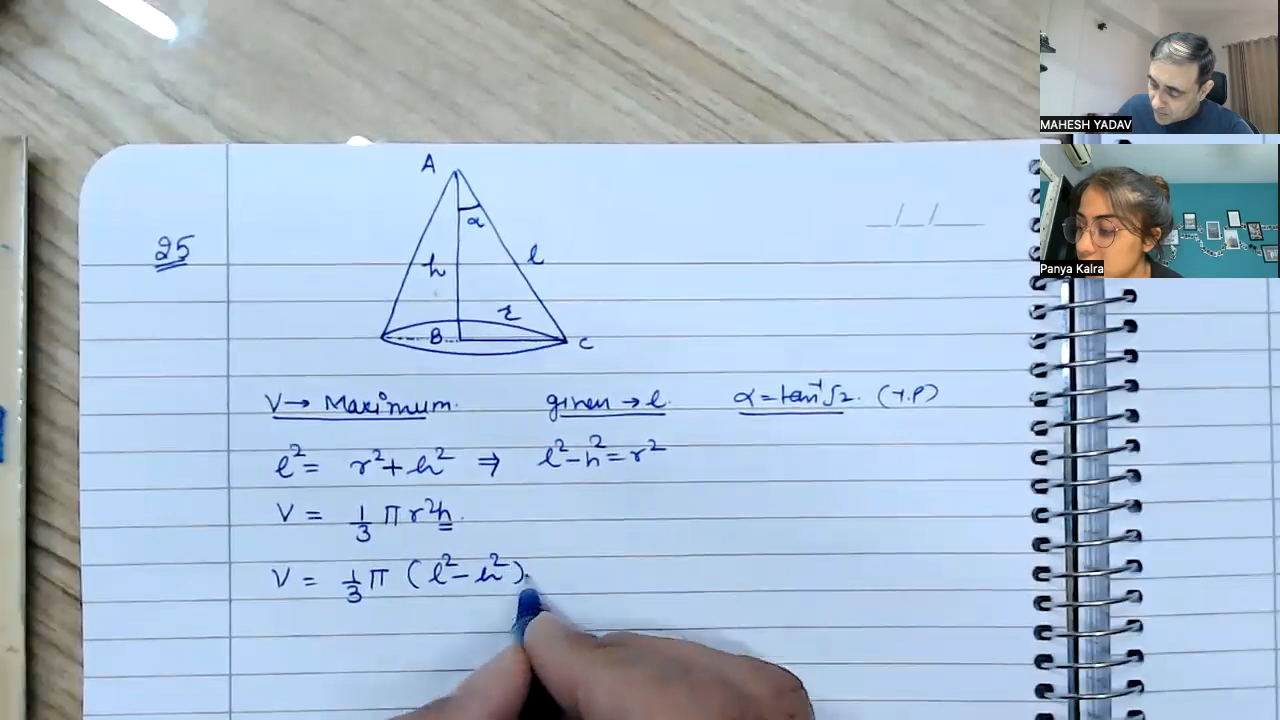 MAHESH YADAV
Panya Kalra
25
A
α
h
l
r
B
C
V → Maximum. given → l. α = tan⁻¹√2. (T.P)
l² = r² + h² ⇒ l² - h² = r²
V = 1/3 π r²h.
V = 1/3 π (l² - h²).